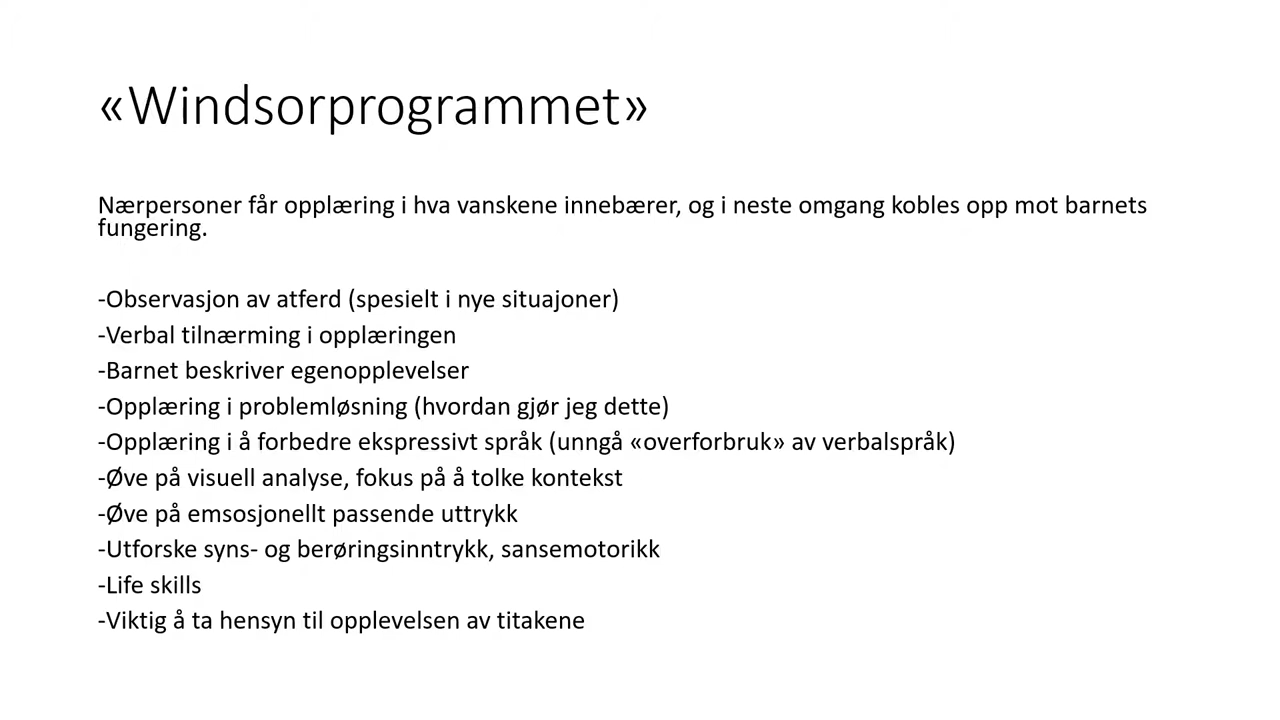 «Windsorprogrammet»
Nærpersoner får opplæring i hva vanskene innebærer, og i neste omgang kobles opp mot barnets
fungering.
-Observasjon av atferd (spesielt i nye situajoner)
-Verbal tilnærming i opplæringen
-Barnet beskriver egenopplevelser
-Opplæring i problemløsning (hvordan gjør jeg dette)
-Opplæring i å forbedre ekspressivt språk (unngå «overforbruk» av verbalspråk)
-Øve på visuell analyse, fokus på å tolke kontekst
-Øve på emsosjonellt passende uttrykk
-Utforske syns- og berøringsinntrykk, sansemotorikk
-Life skills
-Viktig å ta hensyn til opplevelsen av titakene